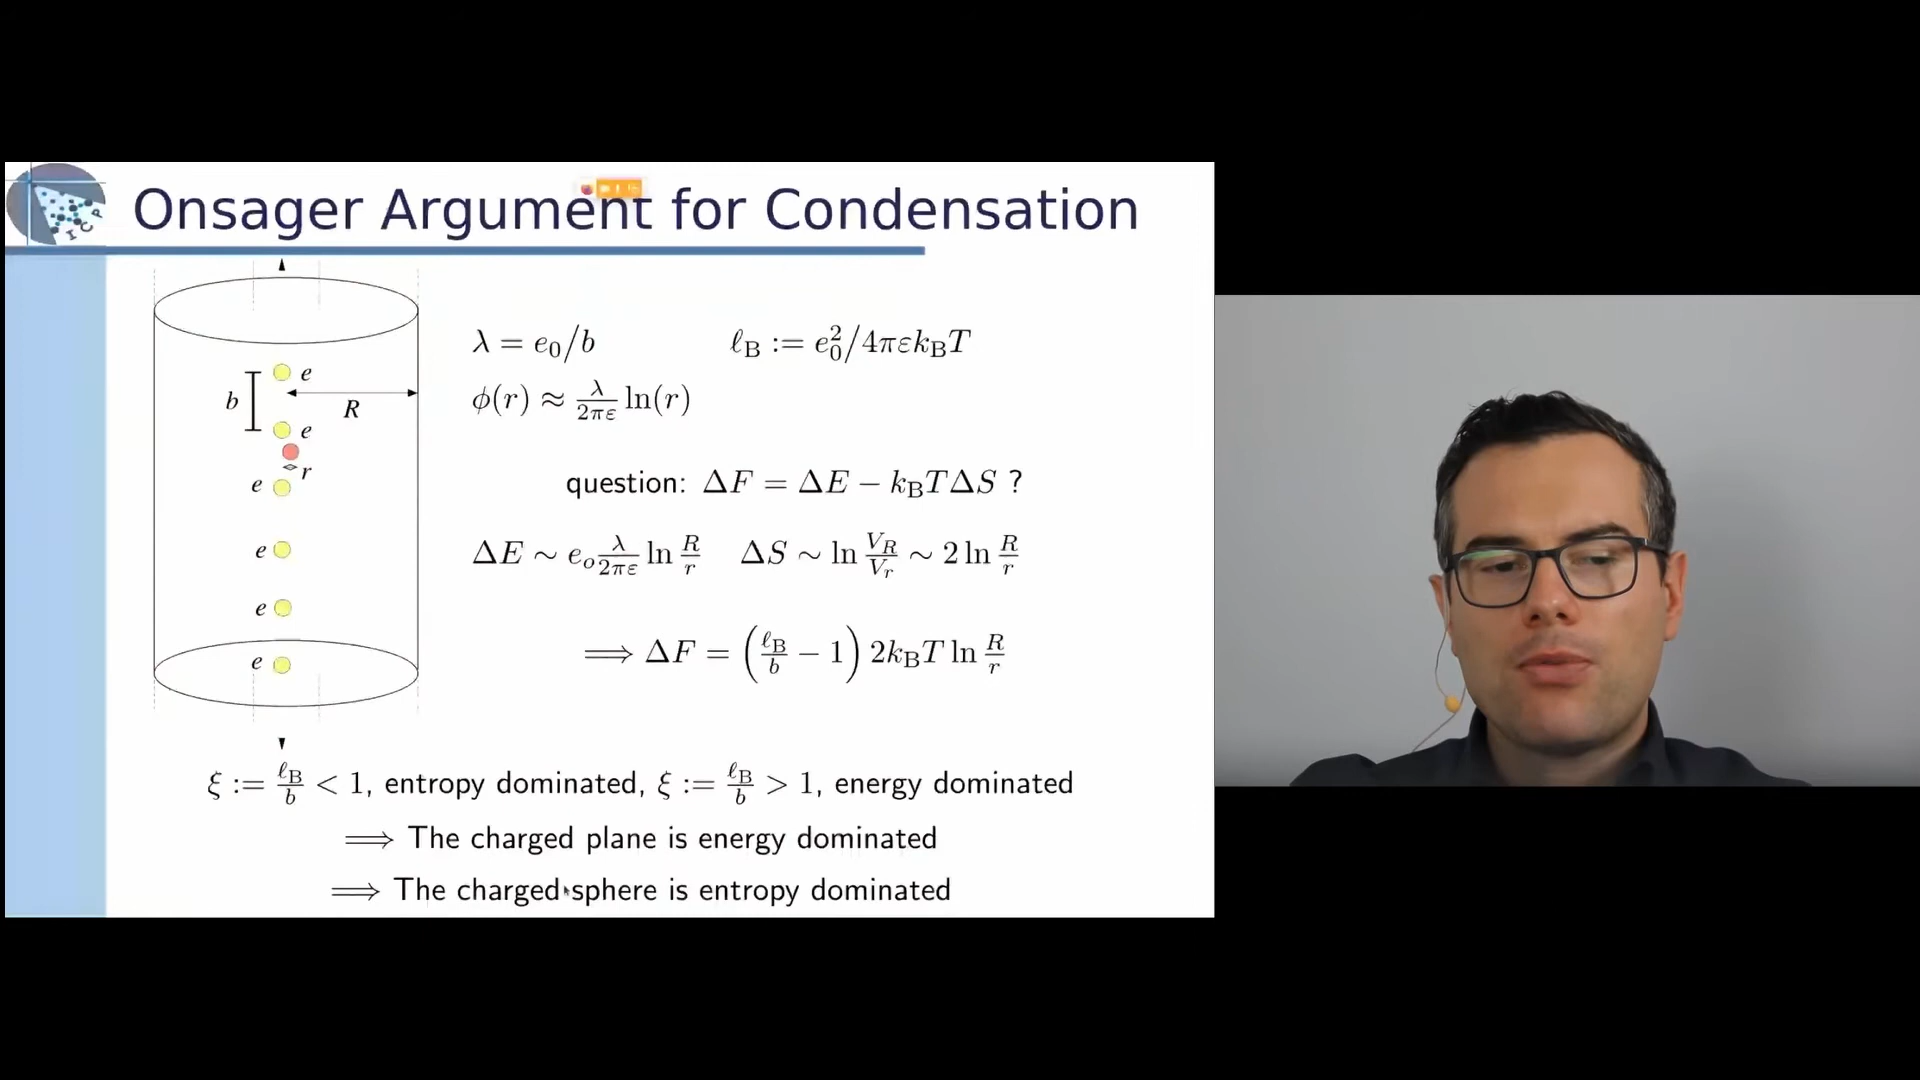 Onsager Argument for Condensation
I C P
λ = e₀/b
ℓ_B := e₀²/4πεk_BT
ϕ(r) ≈ λ/2πε ln(r)
e
b
R
e
r
e
e
e
e
question: ΔF = ΔE − k_BTΔS ?
ΔE ∼ eₒ λ/2πε ln R/r
ΔS ∼ ln V_R/V_r ∼ 2 ln R/r
⟹ ΔF = (ℓ_B/b − 1) 2k_BT ln R/r
ξ := ℓ_B/b < 1, entropy dominated, ξ := ℓ_B/b > 1, energy dominated
⟹ The charged plane is energy dominated
⟹ The charged sphere is entropy dominated